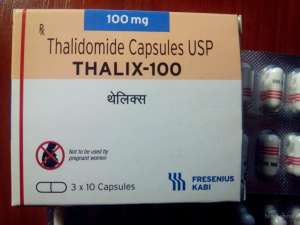 100 mg
℞
Thalidomide Capsules USP
THALIX-100
थेलिक्स
Not to be used by
pregnant women
3 x 10 Capsules
FRESENIUS
KABI